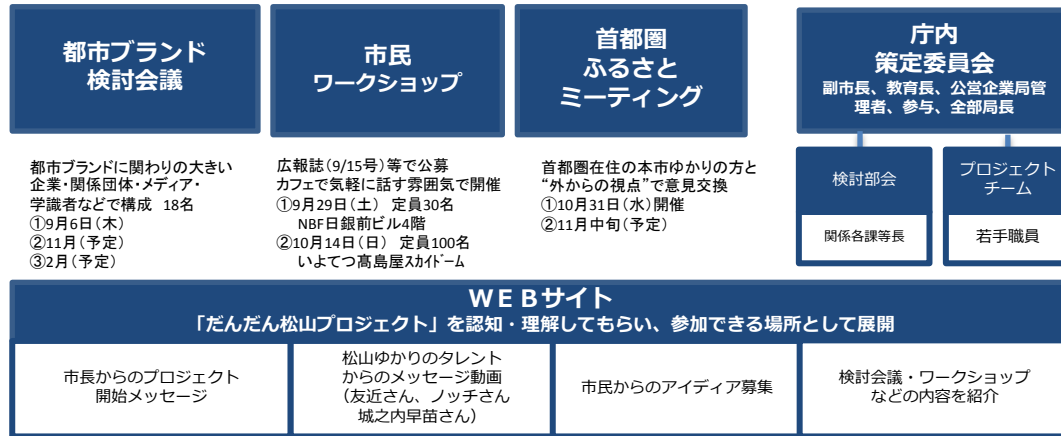 都市ブランド
検討会議
都市ブランドに関わりの大きい
企業・関係団体・メディア・
学識者などで構成 18名
①9月6日(木)
②11月(予定)
③2月(予定)
市民
ワークショップ
広報誌(9/15号)等で公募
カフェで気軽に話す雰囲気で開催
①9月29日(土) 定員30名
NBF日銀前ビル4階
②10月14日(日) 定員100名
いよてつ髙島屋スカイドーム
首都圏
ふるさと
ミーティング
首都圏在住の本市ゆかりの方と
“外からの視点”で意見交換
①10月31日(水)開催
②11月中旬(予定)
庁内
策定委員会
副市長、教育長、公営企業局管
理者、参与、全部局長
検討部会
関係各課等長
プロジェクト
チーム
若手職員
ＷＥＢサイト
「だんだん松山プロジェクト」を認知・理解してもらい、参加できる場所として展開
市長からのプロジェクト
開始メッセージ
松山ゆかりのタレント
からのメッセージ動画
(友近さん、ノッチさん
城之内早苗さん)
市民からのアイディア募集
検討会議・ワークショップ
などの内容を紹介